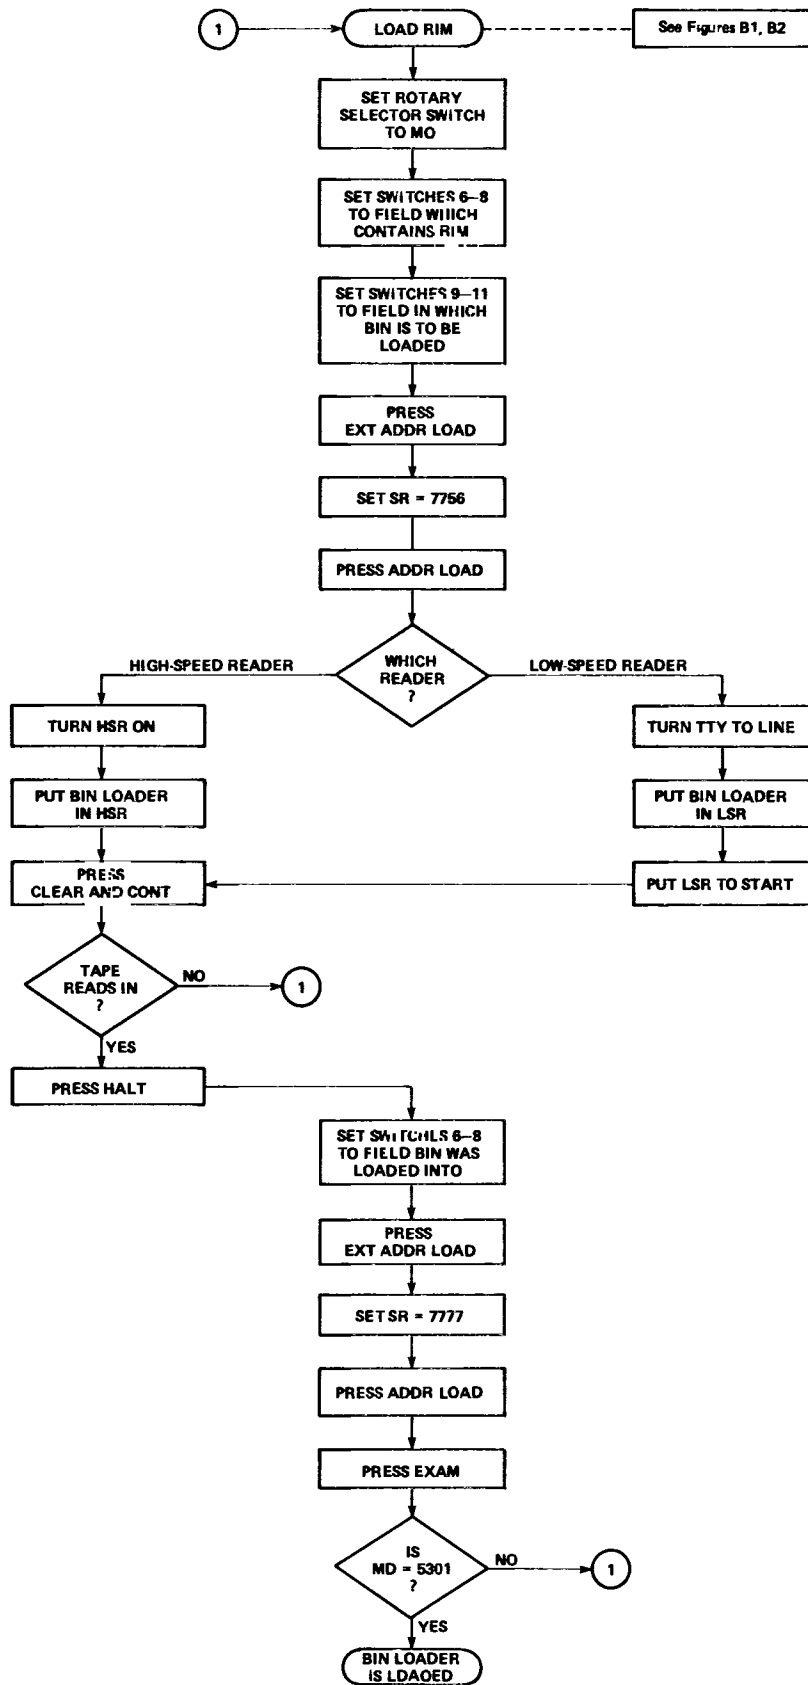 1
LOAD RIM
See Figures B1, B2
SET ROTARY
SELECTOR SWITCH
TO MO
SET SWITCHES 6–8
TO FIELD WHICH
CONTAINS RIM
SET SWITCHES 9–11
TO FIELD IN WHICH
BIN IS TO BE
LOADED
PRESS
EXT ADDR LOAD
SET SR = 7756
PRESS ADDR LOAD
WHICH
READER
?
HIGH-SPEED READER
LOW-SPEED READER
TURN HSR ON
TURN TTY TO LINE
PUT BIN LOADER
IN HSR
PUT BIN LOADER
IN LSR
PRESS
CLEAR AND CONT
PUT LSR TO START
TAPE
READS IN
?
NO
1
YES
PRESS HALT
SET SWITCHES 6–8
TO FIELD BIN WAS
LOADED INTO
PRESS
EXT ADDR LOAD
SET SR = 7777
PRESS ADDR LOAD
PRESS EXAM
IS
MD = 5301
?
NO
1
YES
BIN LOADER
IS LDAOED